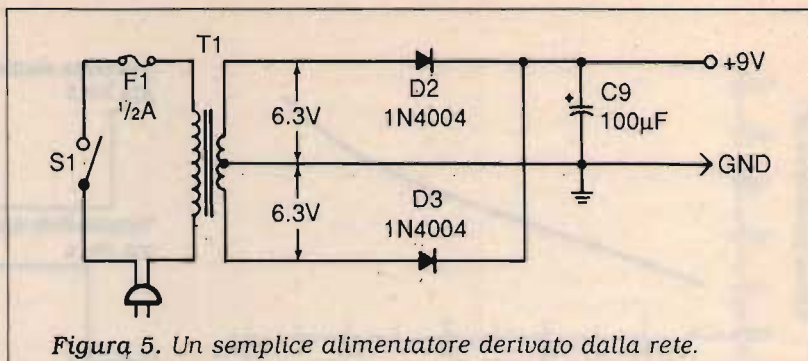 T1
F1
½A
S1
6.3V
6.3V
D2
1N4004
D3
1N4004
C9
100µF
+
+9V
GND
Figura 5. Un semplice alimentatore derivato dalla rete.